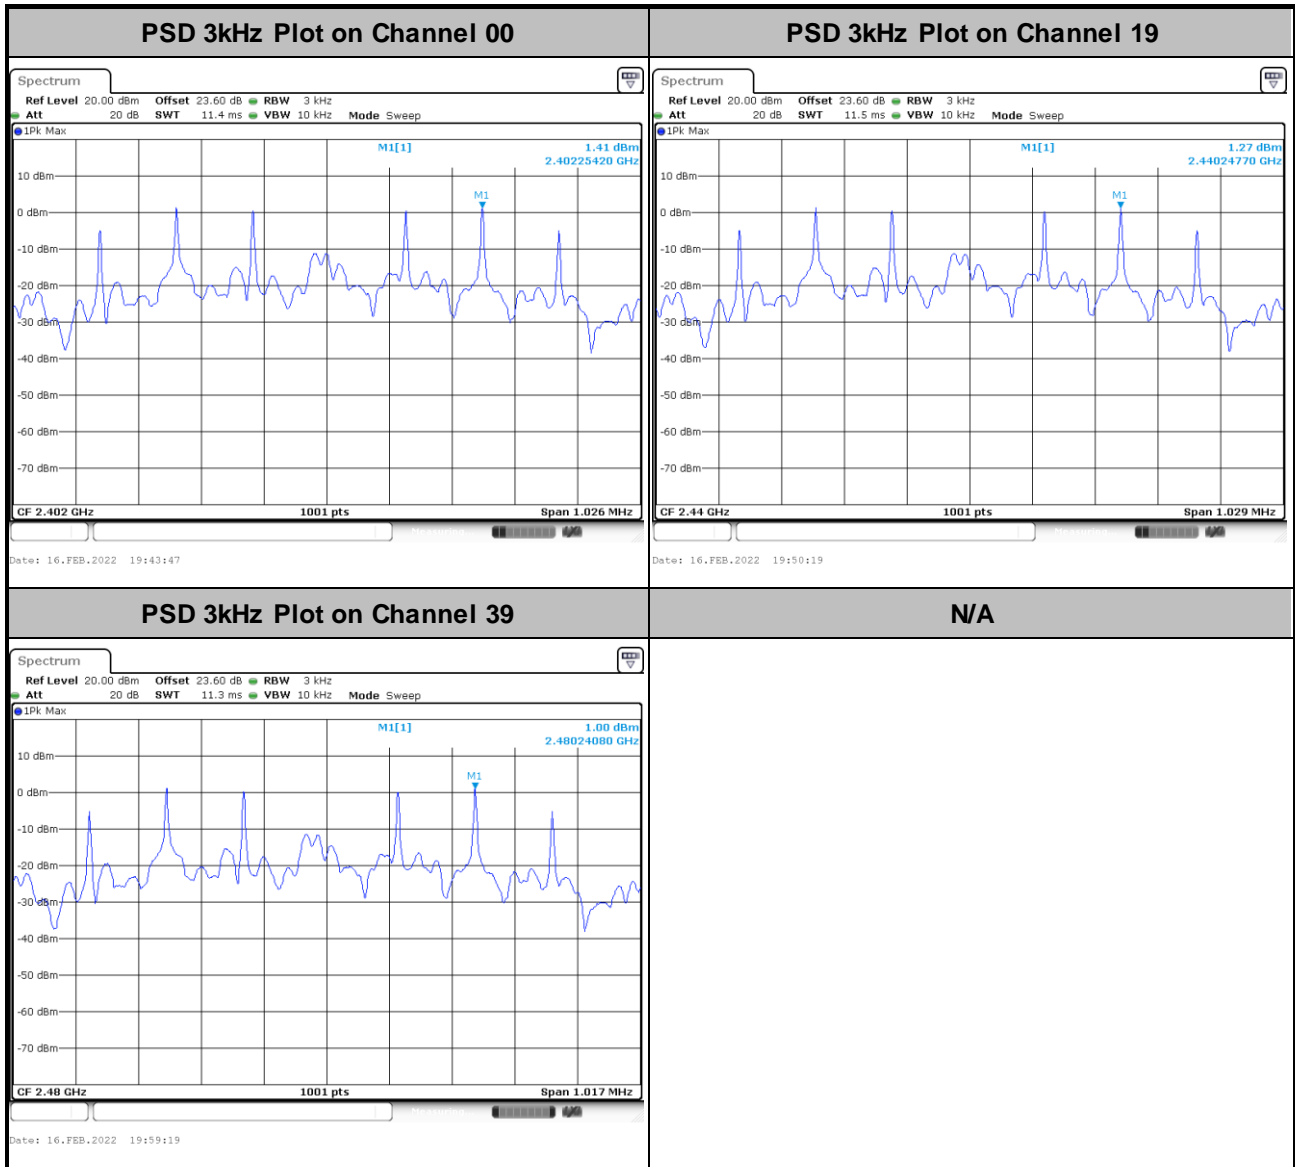 PSD 3kHz Plot on Channel 00
Spectrum
Ref Level 20.00 dBm Offset 23.60 dB RBW 3 kHz
Att 20 dB SWT 11.4 ms VBW 10 kHz Mode Sweep
1Pk Max
M1[1] 1.41 dBm
2.40225420 GHz
M1
10 dBm
0 dBm
-10 dBm
-20 dBm
-30 dBm
-40 dBm
-50 dBm
-60 dBm
-70 dBm
CF 2.402 GHz 1001 pts Span 1.026 MHz
Measuring...
Date: 16.FEB.2022 19:43:47
PSD 3kHz Plot on Channel 19
Spectrum
Ref Level 20.00 dBm Offset 23.60 dB RBW 3 kHz
Att 20 dB SWT 11.5 ms VBW 10 kHz Mode Sweep
1Pk Max
M1[1] 1.27 dBm
2.44024770 GHz
M1
10 dBm
0 dBm
-10 dBm
-20 dBm
-30 dBm
-40 dBm
-50 dBm
-60 dBm
-70 dBm
CF 2.44 GHz 1001 pts Span 1.029 MHz
Measuring...
Date: 16.FEB.2022 19:50:19
PSD 3kHz Plot on Channel 39
Spectrum
Ref Level 20.00 dBm Offset 23.60 dB RBW 3 kHz
Att 20 dB SWT 11.3 ms VBW 10 kHz Mode Sweep
1Pk Max
M1[1] 1.00 dBm
2.48024080 GHz
M1
10 dBm
0 dBm
-10 dBm
-20 dBm
-30 dBm
-40 dBm
-50 dBm
-60 dBm
-70 dBm
CF 2.48 GHz 1001 pts Span 1.017 MHz
Measuring...
Date: 16.FEB.2022 19:59:19
N/A